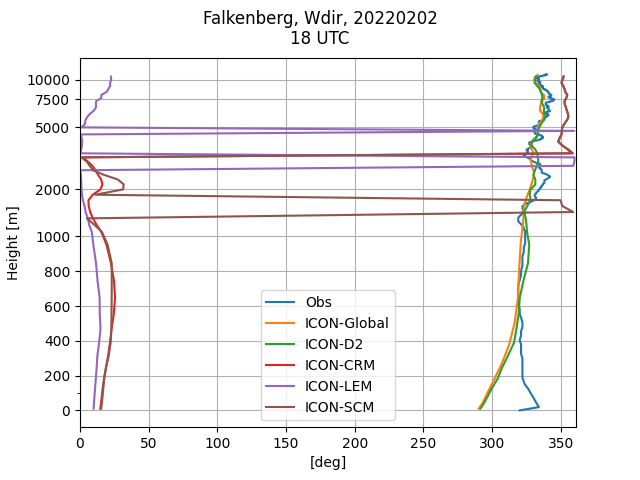 Falkenberg, Wdir, 20220202
18 UTC
10000
7500
5000
2000
1000
800
600
400
200
0
Height [m]
Obs
ICON-Global
ICON-D2
ICON-CRM
ICON-LEM
ICON-SCM
0 50 100 150 200 250 300 350
[deg]